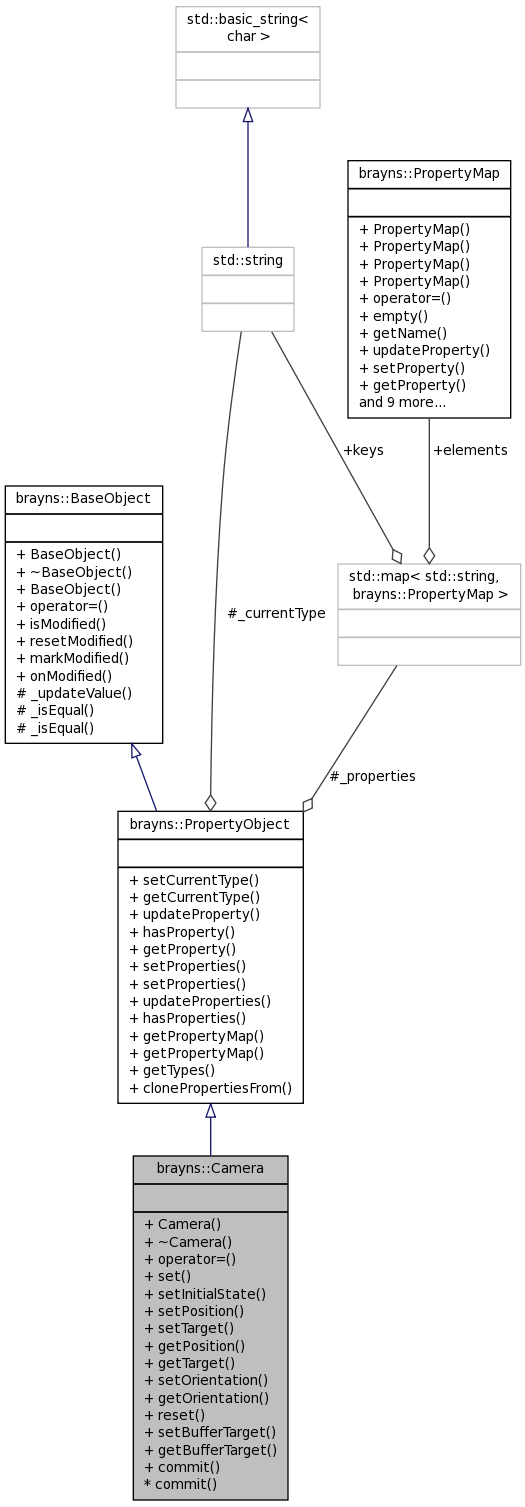 std::basic_string<
char >
brayns::PropertyMap
+ PropertyMap()
+ PropertyMap()
+ PropertyMap()
+ PropertyMap()
+ operator=()
+ empty()
+ getName()
+ updateProperty()
+ setProperty()
+ getProperty()
and 9 more...
std::string
+keys
+elements
brayns::BaseObject
+ BaseObject()
+ ~BaseObject()
+ BaseObject()
+ operator=()
+ isModified()
+ resetModified()
+ markModified()
+ onModified()
# _updateValue()
# _isEqual()
# _isEqual()
std::map< std::string,
brayns::PropertyMap >
#_currentType
#_properties
brayns::PropertyObject
+ setCurrentType()
+ getCurrentType()
+ updateProperty()
+ hasProperty()
+ getProperty()
+ setProperties()
+ setProperties()
+ updateProperties()
+ hasProperties()
+ getPropertyMap()
+ getPropertyMap()
+ getTypes()
+ clonePropertiesFrom()
brayns::Camera
+ Camera()
+ ~Camera()
+ operator=()
+ set()
+ setInitialState()
+ setPosition()
+ setTarget()
+ getPosition()
+ getTarget()
+ setOrientation()
+ getOrientation()
+ reset()
+ setBufferTarget()
+ getBufferTarget()
+ commit()
* commit()